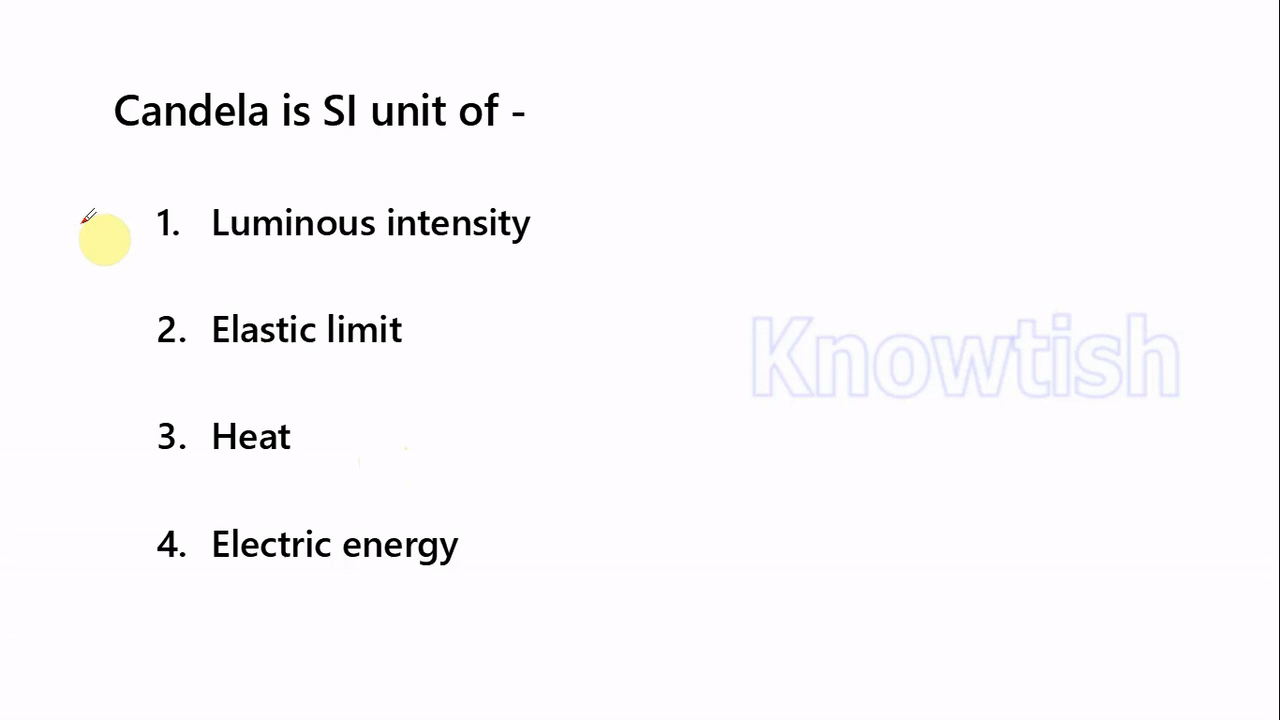 Candela is SI unit of -
1. Luminous intensity
2. Elastic limit
Knowtish
3. Heat
4. Electric energy